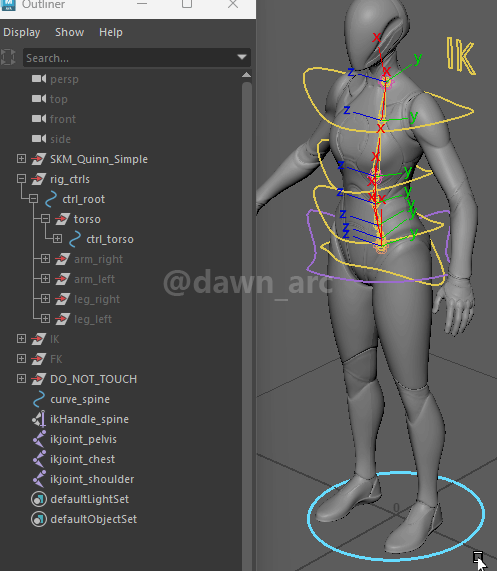 Outliner
Display Show Help
Search...
persp
top
front
side
SKM_Quinn_Simple
rig_ctrls
ctrl_root
torso
ctrl_torso
arm_right
arm_left
leg_right
leg_left
IK
FK
DO_NOT_TOUCH
curve_spine
ikHandle_spine
ikjoint_pelvis
ikjoint_chest
ikjoint_shoulder
defaultLightSet
defaultObjectSet
@dawn_arc
IK
x
y
x
z
z
y
x
x
z
y
x
z
x
y
z
y
z
z
y
0